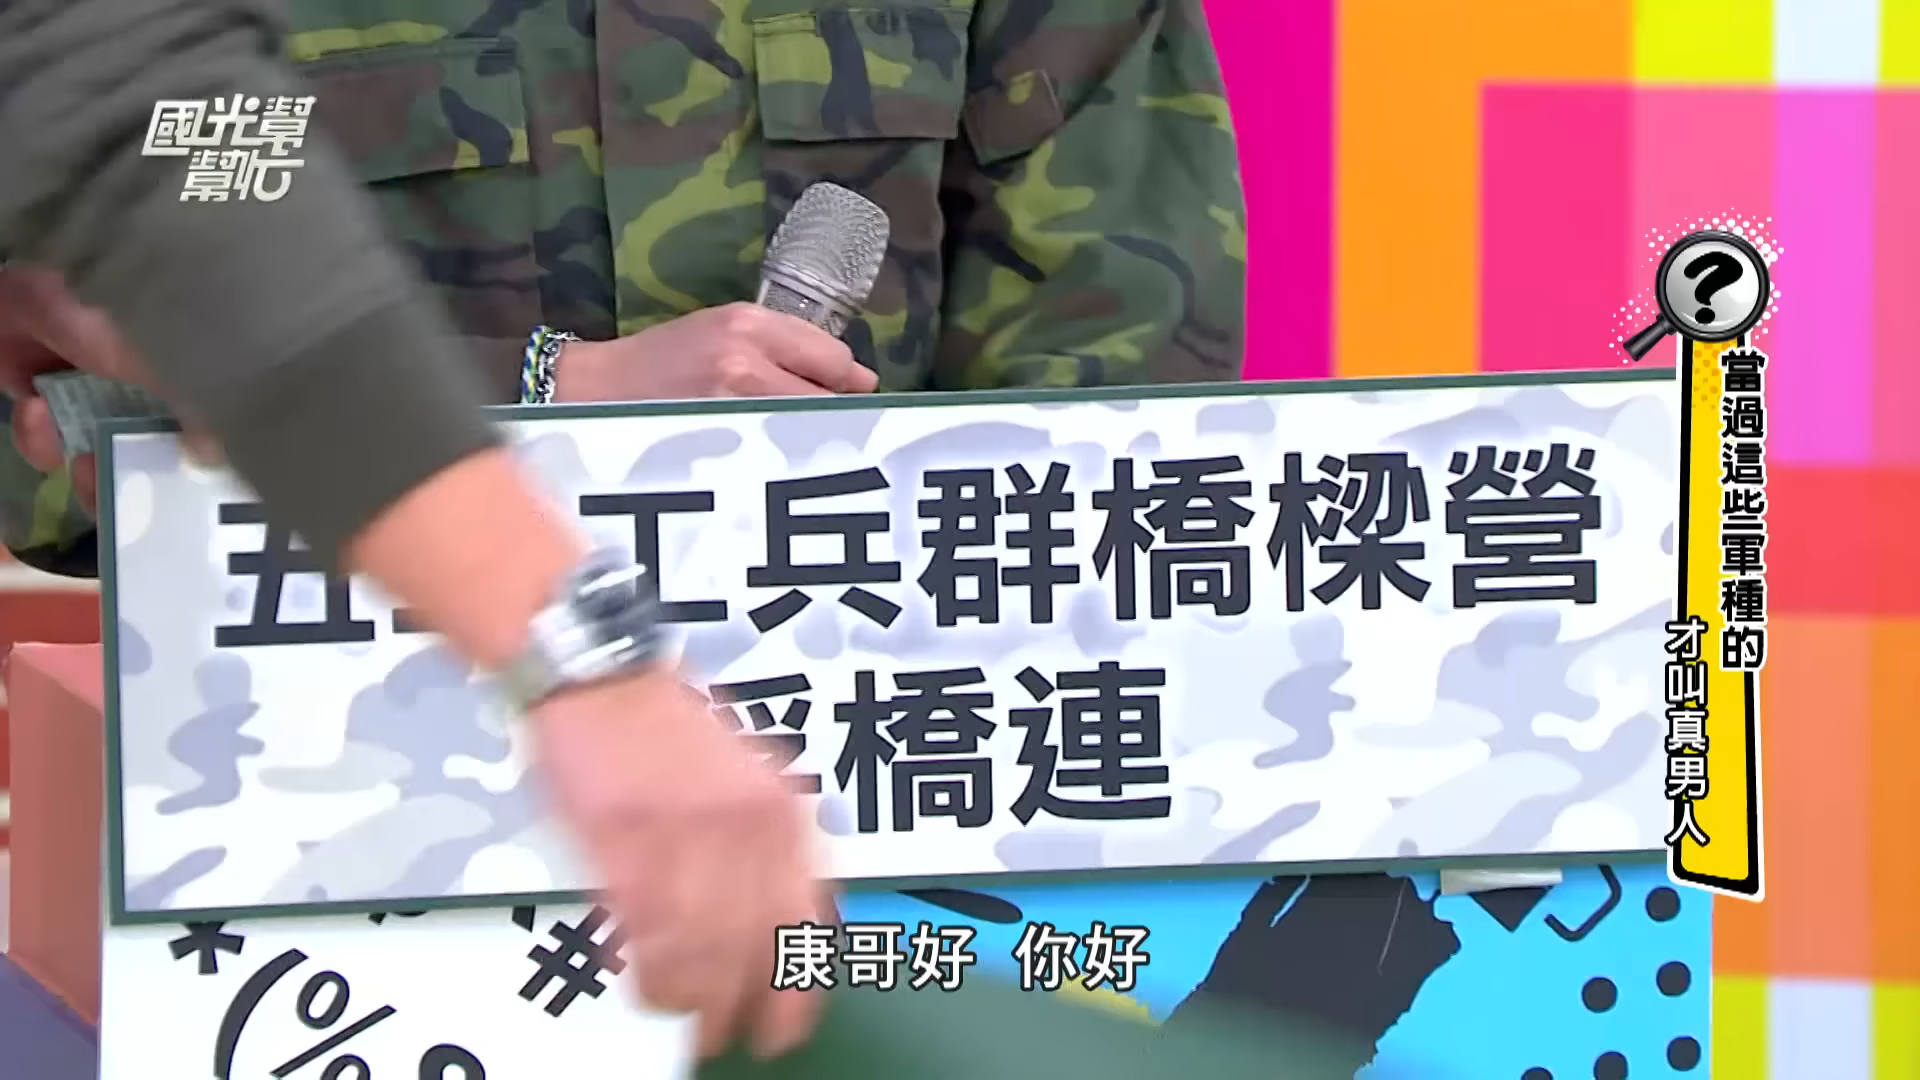 國光幫
幫忙
?
當過這些軍種的
才叫真男人
五 工兵群橋樑營
橋連
康哥好 你好
*(% #